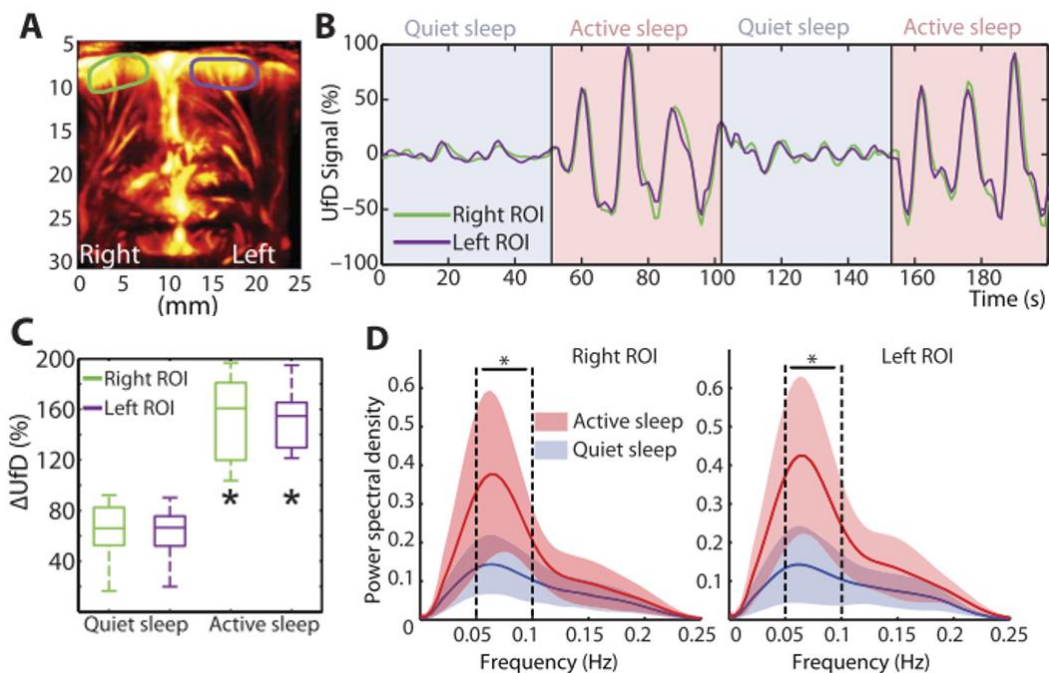 A
5
10
15
20
25
30
Right
Left
0 5 10 15 20 25
(mm)
B
Quiet sleep Active sleep Quiet sleep Active sleep
UfD Signal (%)
100
50
0
−50
−100
Right ROI
Left ROI
0 20 40 60 80 100 120 140 160 180
Time (s)
C
ΔUfD (%)
200
160
120
80
40
Right ROI
Left ROI
* *
Quiet sleep Active sleep
D
Power spectral density
* Right ROI
0.6
0.5
0.4
0.3
0.2
0.1
Active sleep
Quiet sleep
0.05 0.1 0.15 0.2 0.25
Frequency (Hz)
* Left ROI
0.6
0.5
0.4
0.3
0.2
0.1
0 0.05 0.1 0.15 0.2 0.25
Frequency (Hz)